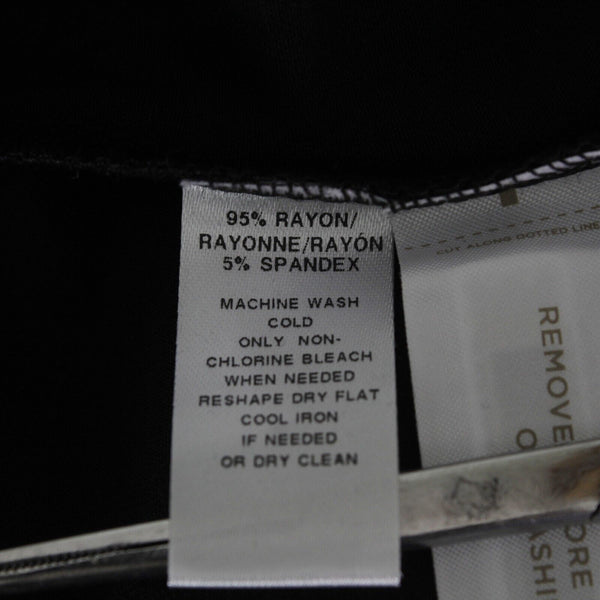 95% RAYON/
RAYONNE/RAYÓN
5% SPANDEX
MACHINE WASH
COLD
ONLY NON-
CHLORINE BLEACH
WHEN NEEDED
RESHAPE DRY FLAT
COOL IRON
IF NEEDED
OR DRY CLEAN
CUT ALONG DOTTED LINE
REMOVE